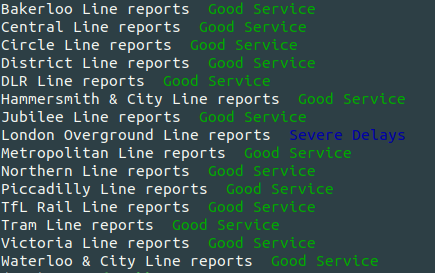 Bakerloo Line reports  Good Service
Central Line reports  Good Service
Circle Line reports  Good Service
District Line reports  Good Service
DLR Line reports  Good Service
Hammersmith & City Line reports  Good Service
Jubilee Line reports  Good Service
London Overground Line reports  Severe Delays
Metropolitan Line reports  Good Service
Northern Line reports  Good Service
Piccadilly Line reports  Good Service
TfL Rail Line reports  Good Service
Tram Line reports  Good Service
Victoria Line reports  Good Service
Waterloo & City Line reports  Good Service